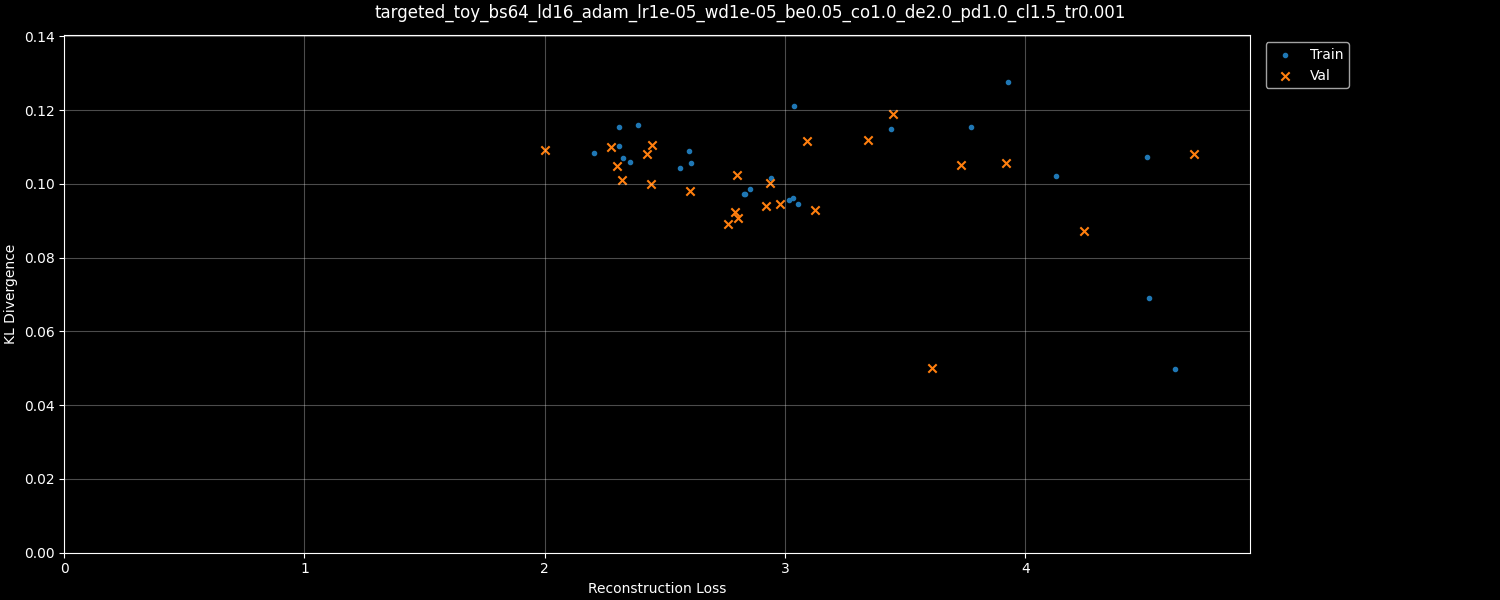 targeted_toy_bs64_ld16_adam_lr1e-05_wd1e-05_be0.05_co1.0_de2.0_pd1.0_cl1.5_tr0.001
Train
Val
KL Divergence
0.14
0.12
0.10
0.08
0.06
0.04
0.02
0.00
0 1 2 3 4
Reconstruction Loss